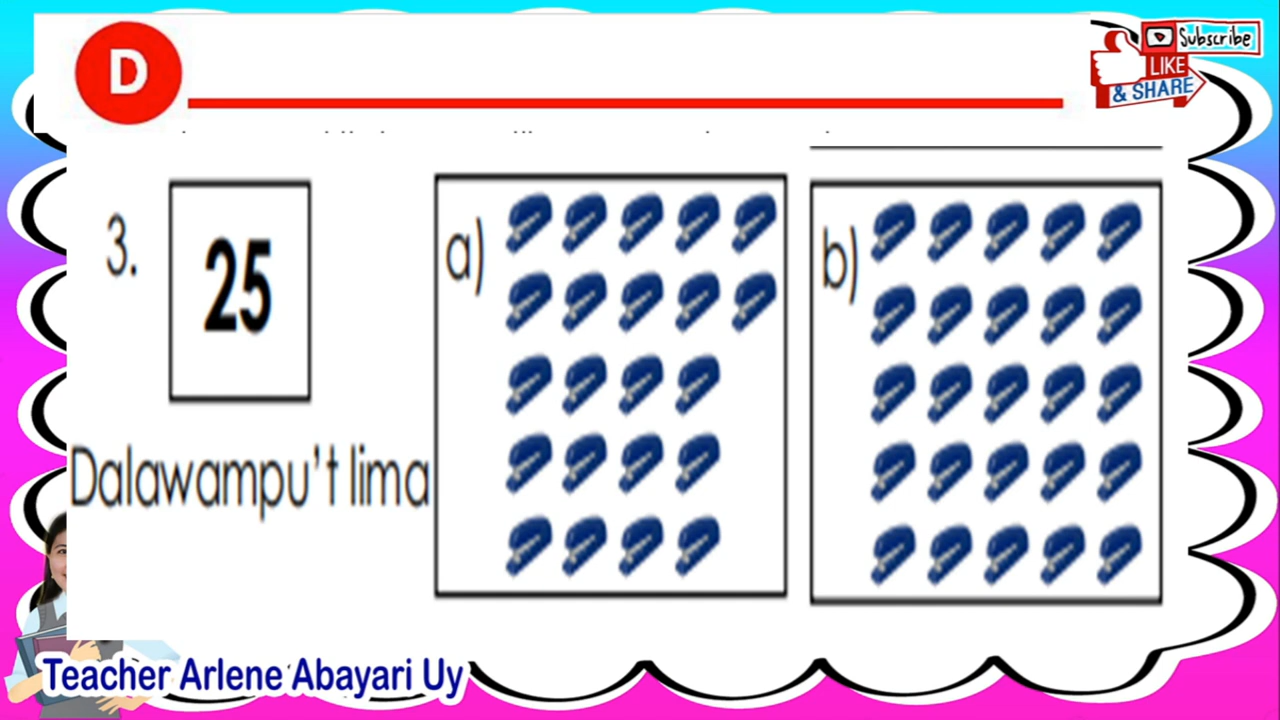 D
Subscribe
LIKE
& SHARE
3.
25
a)
b)
Dalawampu't lima
Teacher Arlene Abayari Uy